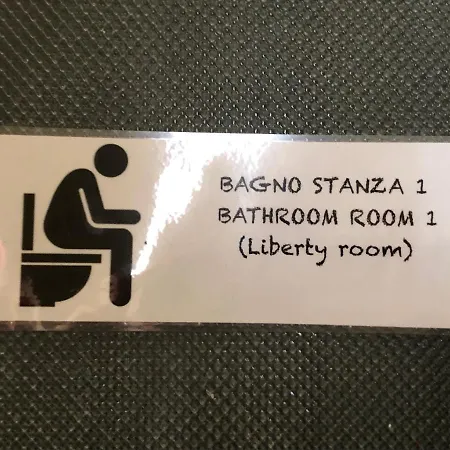 BAGNO STANZA 1
BATHROOM ROOM 1
(Liberty room)